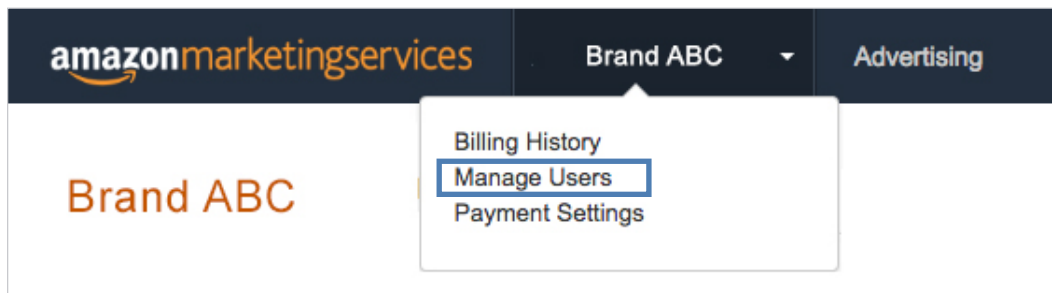 amazonmarketingservices Brand ABC Advertising
Billing History
Manage Users
Payment Settings
Brand ABC